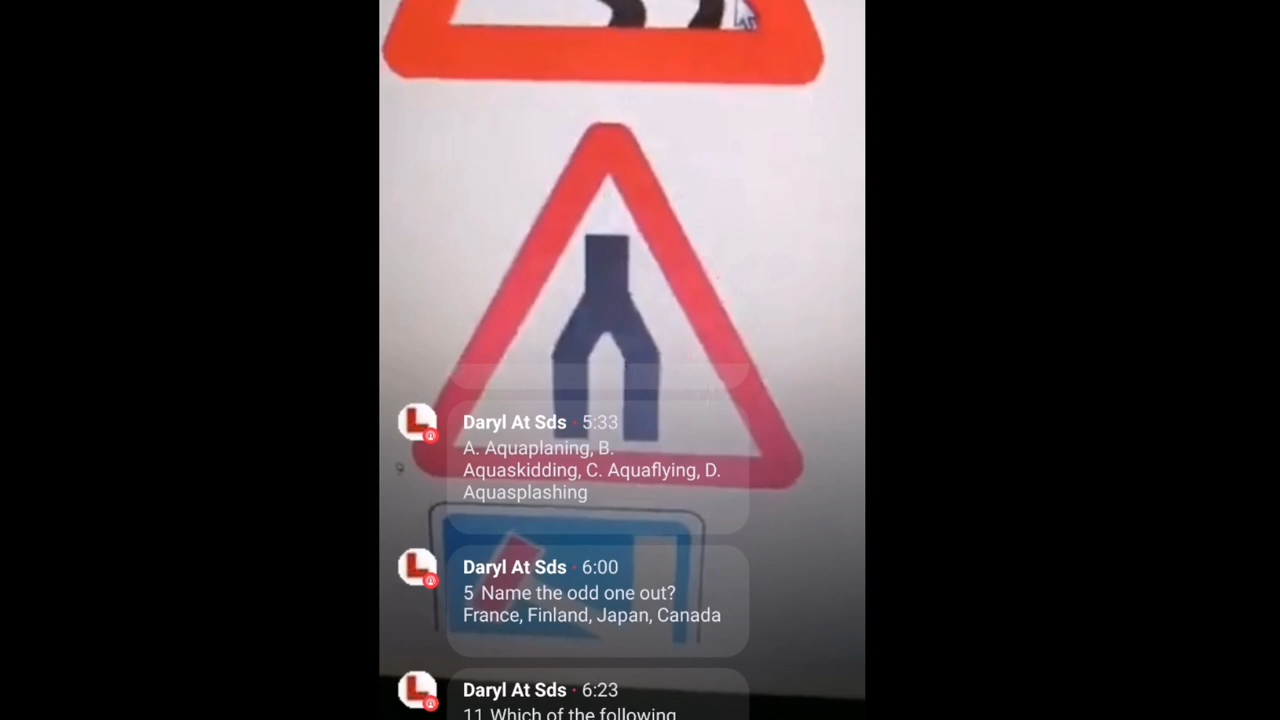 Daryl At Sds · 5:33
A. Aquaplaning, B.
Aquaskidding, C. Aquaflying, D.
Aquasplashing
9
Daryl At Sds · 6:00
5 Name the odd one out?
France, Finland, Japan, Canada
Daryl At Sds · 6:23
11 Which of the following